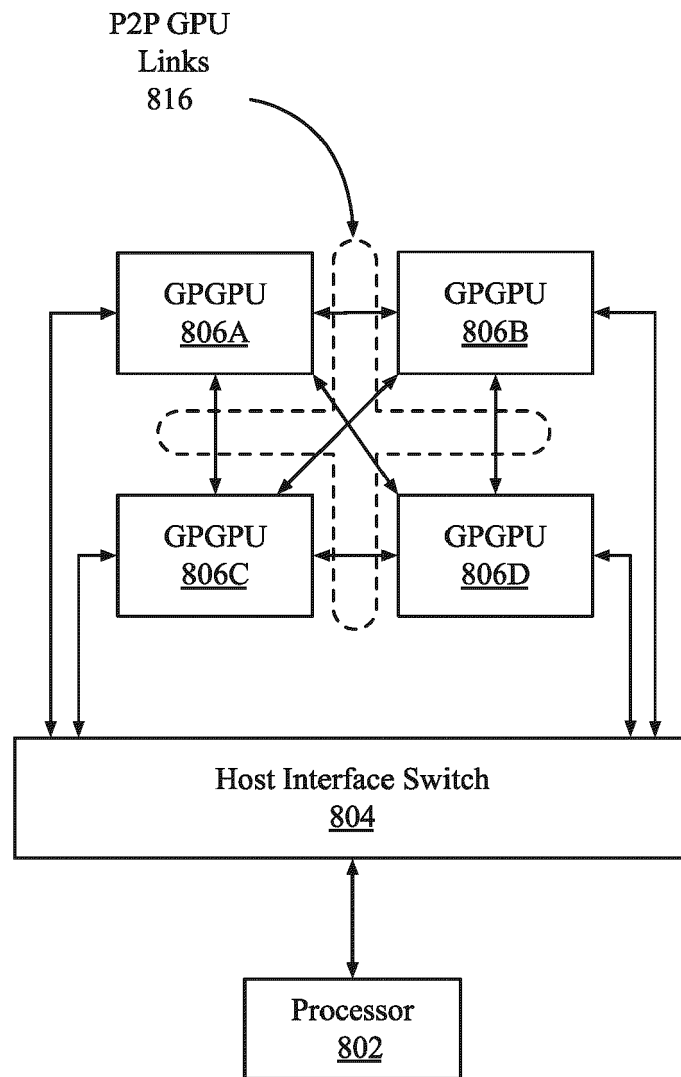 P2P GPU
Links
816
GPGPU
806A
GPGPU
806B
GPGPU
806C
GPGPU
806D
Host Interface Switch
804
Processor
802